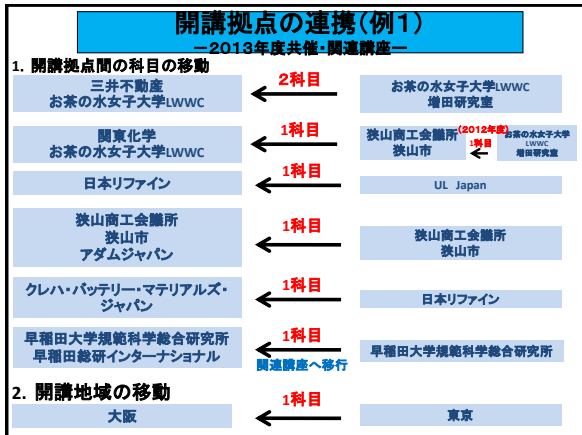 開講拠点の連携(例1)
－2013年度共催・関連講座－
1. 開講拠点間の科目の移動
三井不動産
お茶の水女子大学LWWC
2科目
お茶の水女子大学LWWC
増田研究室
関東化学
お茶の水女子大学LWWC
1科目
狭山商工会議所
狭山市
(2012年度)
1科目
お茶の水女子大学
LWWC
増田研究室
日本リファイン
1科目
UL Japan
狭山商工会議所
狭山市
アダムジャパン
1科目
狭山商工会議所
狭山市
クレハ・バッテリー・マテリアルズ・
ジャパン
1科目
日本リファイン
早稲田大学規範科学総合研究所
早稲田総研インターナショナル
1科目
関連講座へ移行
早稲田大学規範科学総合研究所
2. 開講地域の移動
大阪
1科目
東京